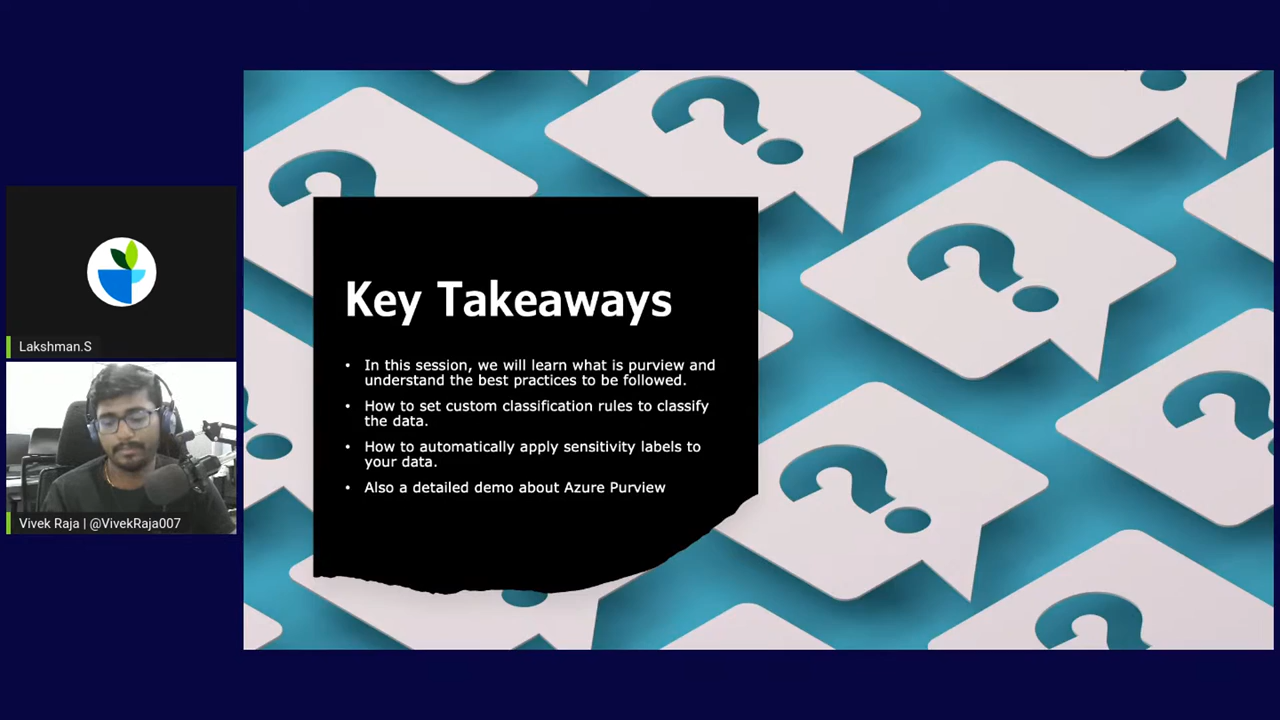 Lakshman.S
Vivek Raja | @VivekRaja007
Key Takeaways
• In this session, we will learn what is purview and
understand the best practices to be followed.
• How to set custom classification rules to classify
the data.
• How to automatically apply sensitivity labels to
your data.
• Also a detailed demo about Azure Purview